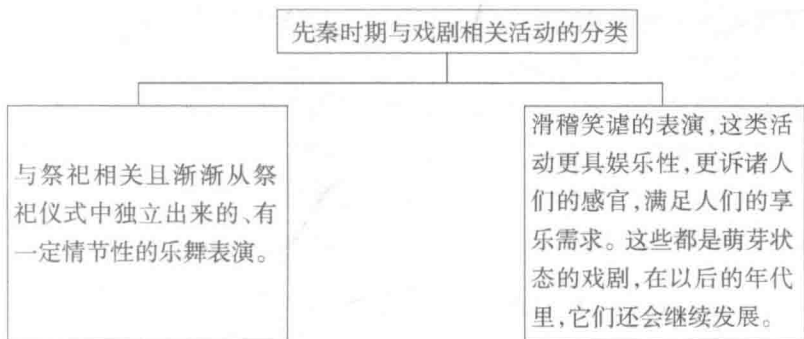 先秦时期与戏剧相关活动的分类
与祭祀相关且渐渐从祭
祀仪式中独立出来的、有
一定情节性的乐舞表演。
滑稽笑谑的表演,这类活
动更具娱乐性,更诉诸人
们的感官,满足人们的享
乐需求。这些都是萌芽状
态的戏剧,在以后的年代
里,它们还会继续发展。